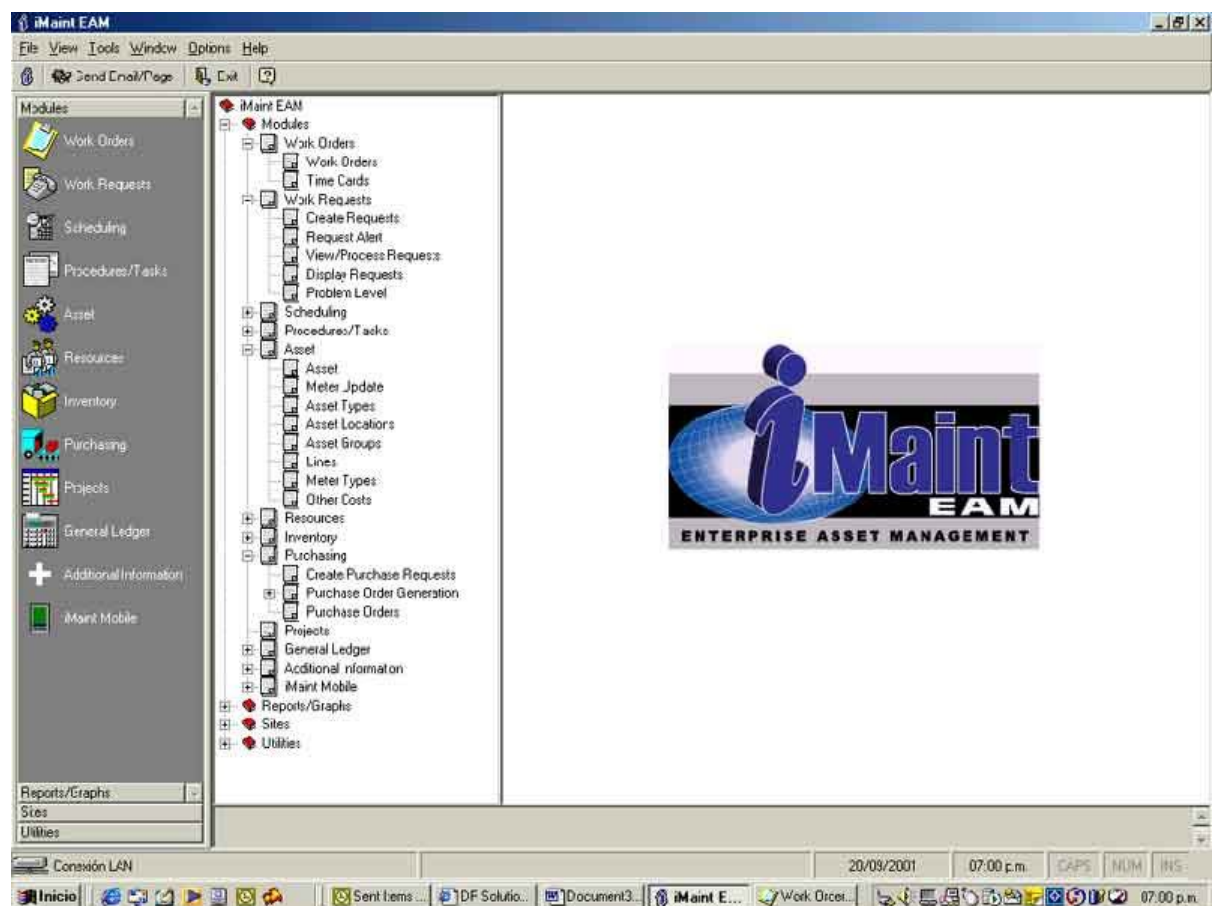 iMaint EAM
File View Tools Window Options Help
Send Email/Page Exit
Modules
Work Orders
Work Requests
Scheduling
Procedures/Tasks
Asset
Resources
Inventory
Purchasing
Projects
General Ledger
Additional Information
iMaint Mobile
Reports/Graphs
Sites
Utilities
iMaint EAM
Modules
Work Orders
Work Orders
Time Cards
Work Requests
Create Requests
Request Alert
View/Process Requests
Display Requests
Problem Level
Scheduling
Procedures/Tasks
Asset
Asset
Meter Update
Asset Types
Asset Locations
Asset Groups
Lines
Meter Types
Other Costs
Resources
Inventory
Purchasing
Create Purchase Requests
Purchase Order Generation
Purchase Orders
Projects
General Ledger
Additional Information
iMaint Mobile
Reports/Graphs
Sites
Utilities
iMaint
EAM
ENTERPRISE ASSET MANAGEMENT
Conexión LAN 20/09/2001 07:00 p.m. CAPS NUM INS
Inicio Sent Items ... DF Solutio... Document3... iMaint E... Work Order... 07:00 p.m.